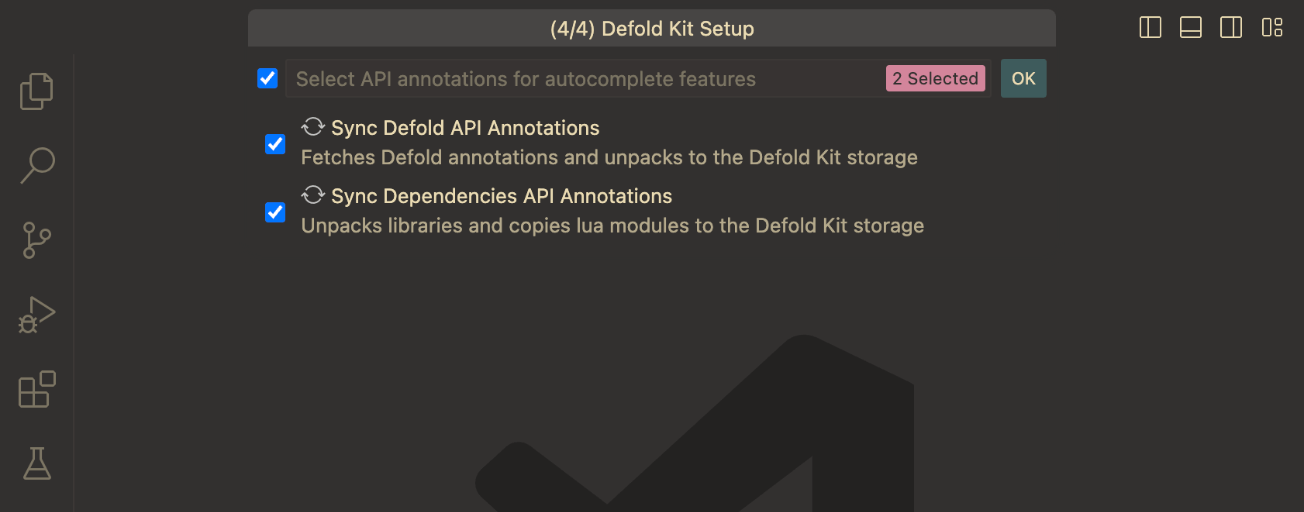 (4/4) Defold Kit Setup
Select API annotations for autocomplete features 2 Selected OK
Sync Defold API Annotations
Fetches Defold annotations and unpacks to the Defold Kit storage
Sync Dependencies API Annotations
Unpacks libraries and copies lua modules to the Defold Kit storage